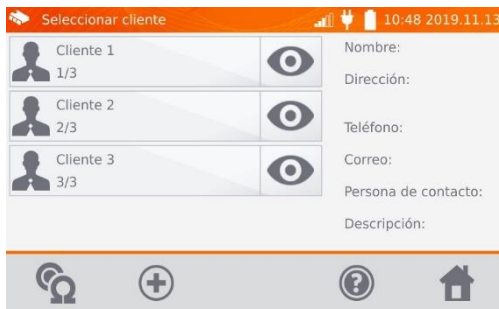 Seleccionar cliente
10:48 2019.11.13
Cliente 1
1/3
Cliente 2
2/3
Cliente 3
3/3
Nombre:
Dirección:
Teléfono:
Correo:
Persona de contacto:
Descripción: